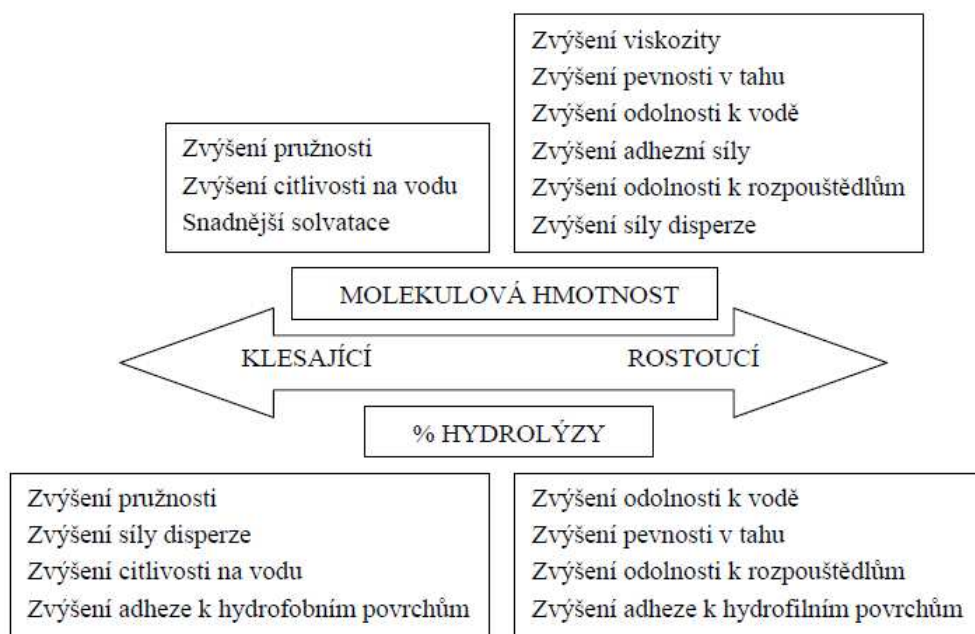 Zvýšení pružnosti
Zvýšení citlivosti na vodu
Snadnější solvatace
Zvýšení viskozity
Zvýšení pevnosti v tahu
Zvýšení odolnosti k vodě
Zvýšení adhezní síly
Zvýšení odolnosti k rozpouštědlům
Zvýšení síly disperze
MOLEKULOVÁ HMOTNOST
KLESAJÍCÍ
ROSTOUCÍ
% HYDROLÝZY
Zvýšení pružnosti
Zvýšení síly disperze
Zvýšení citlivosti na vodu
Zvýšení adheze k hydrofobním povrchům
Zvýšení odolnosti k vodě
Zvýšení pevnosti v tahu
Zvýšení odolnosti k rozpouštědlům
Zvýšení adheze k hydrofilním povrchům